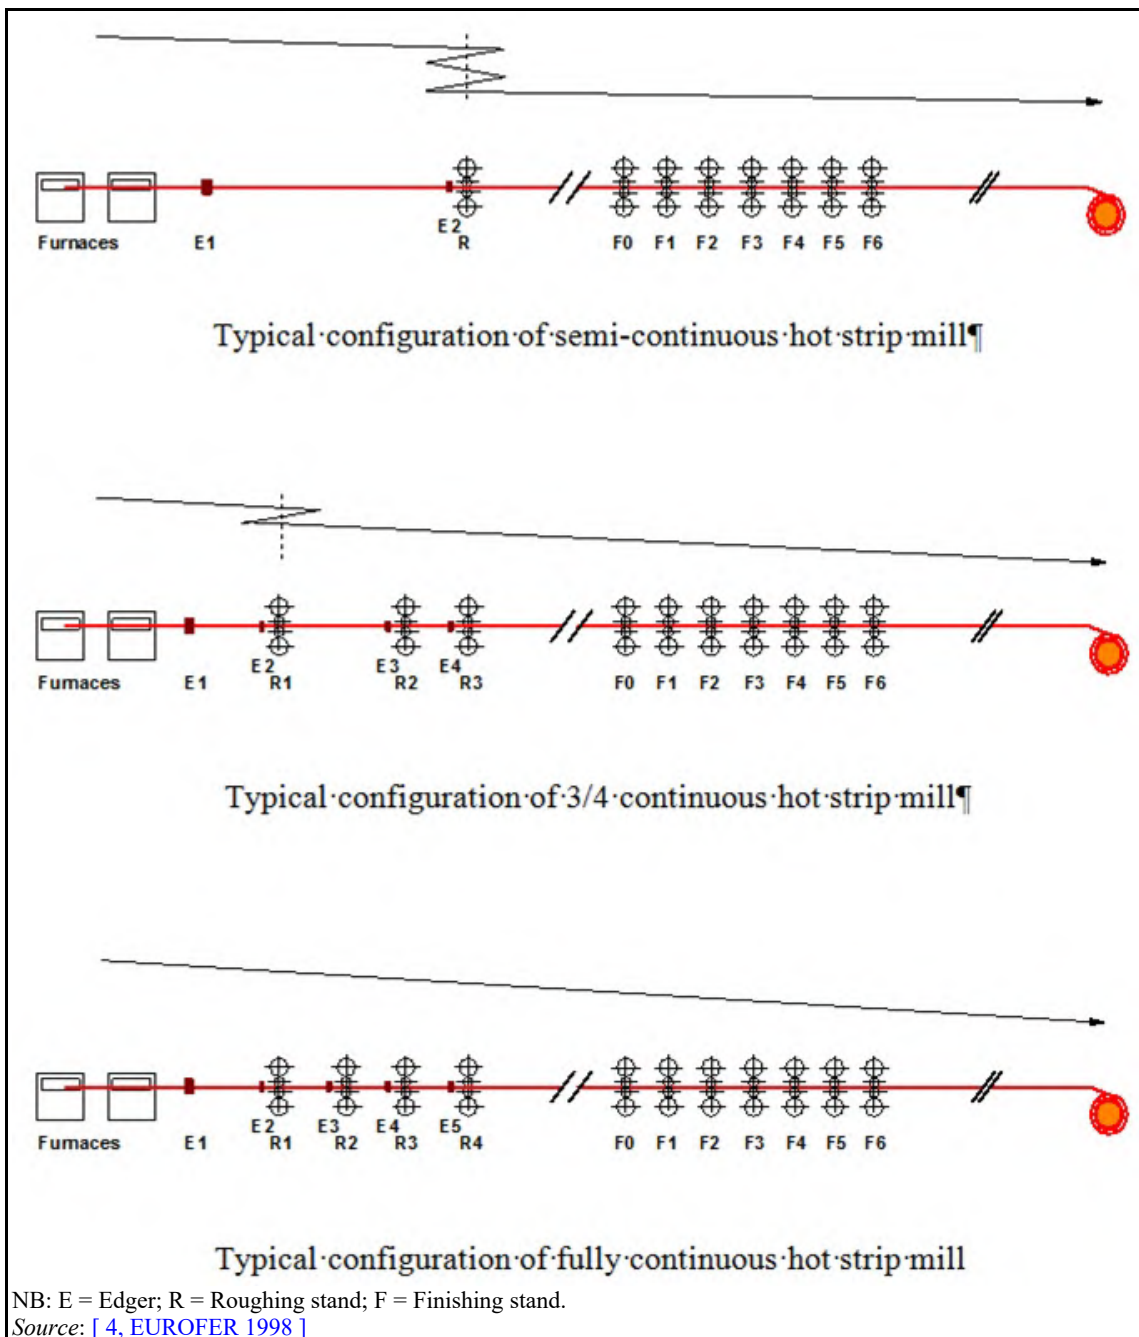 Furnaces E1 E2 R F0 F1 F2 F3 F4 F5 F6
Typical·configuration·of·semi-continuous·hot·strip·mill¶
Furnaces E1 E2 R1 E3 R2 E4 R3 F0 F1 F2 F3 F4 F5 F6
Typical·configuration·of·3/4·continuous·hot·strip·mill¶
Furnaces E1 E2 R1 E3 R2 E4 R3 E5 R4 F0 F1 F2 F3 F4 F5 F6
Typical·configuration·of·fully·continuous·hot·strip·mill
NB: E = Edger; R = Roughing stand; F = Finishing stand.
Source: [ 4, EUROFER 1998 ]